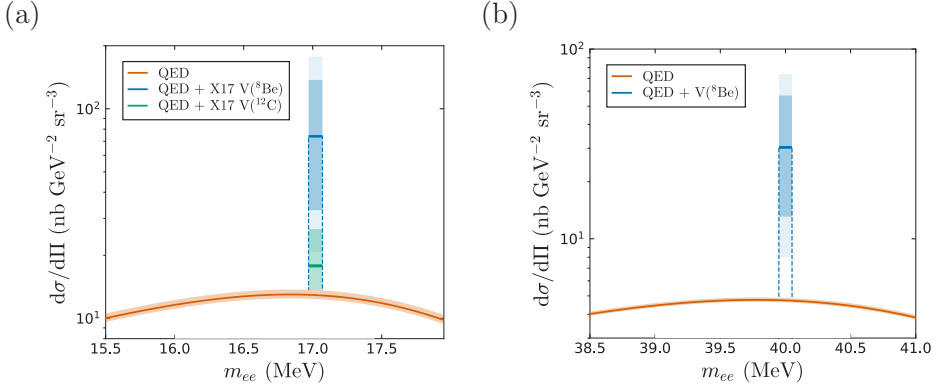 (a)
dσ/dΠ (nb GeV⁻² sr⁻³)
10²
10¹
QED
QED + X17 V(⁸Be)
QED + X17 V(¹²C)
15.5 16.0 16.5 17.0 17.5
mₑₑ (MeV)
(b)
dσ/dΠ (nb GeV⁻² sr⁻³)
10²
10¹
QED
QED + V(⁸Be)
38.5 39.0 39.5 40.0 40.5 41.0
mₑₑ (MeV)